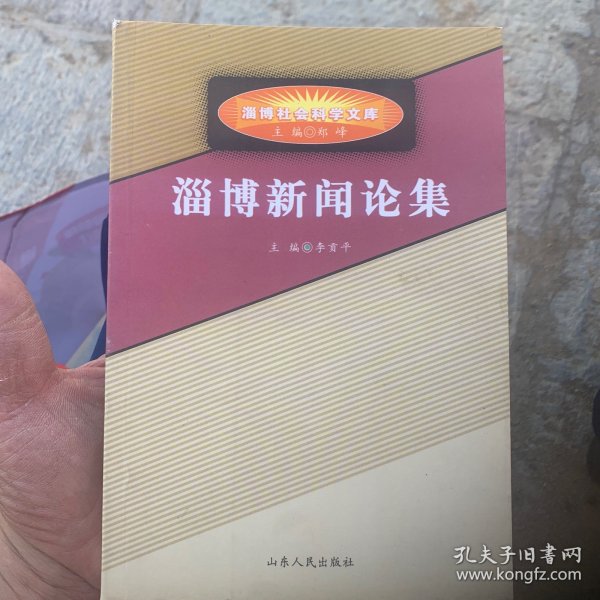 淄博社会科学文库
主编◎郑峰
淄博新闻论集
主编◎李贡平
山东人民出版社
孔夫子旧书网
www.kongfz.com